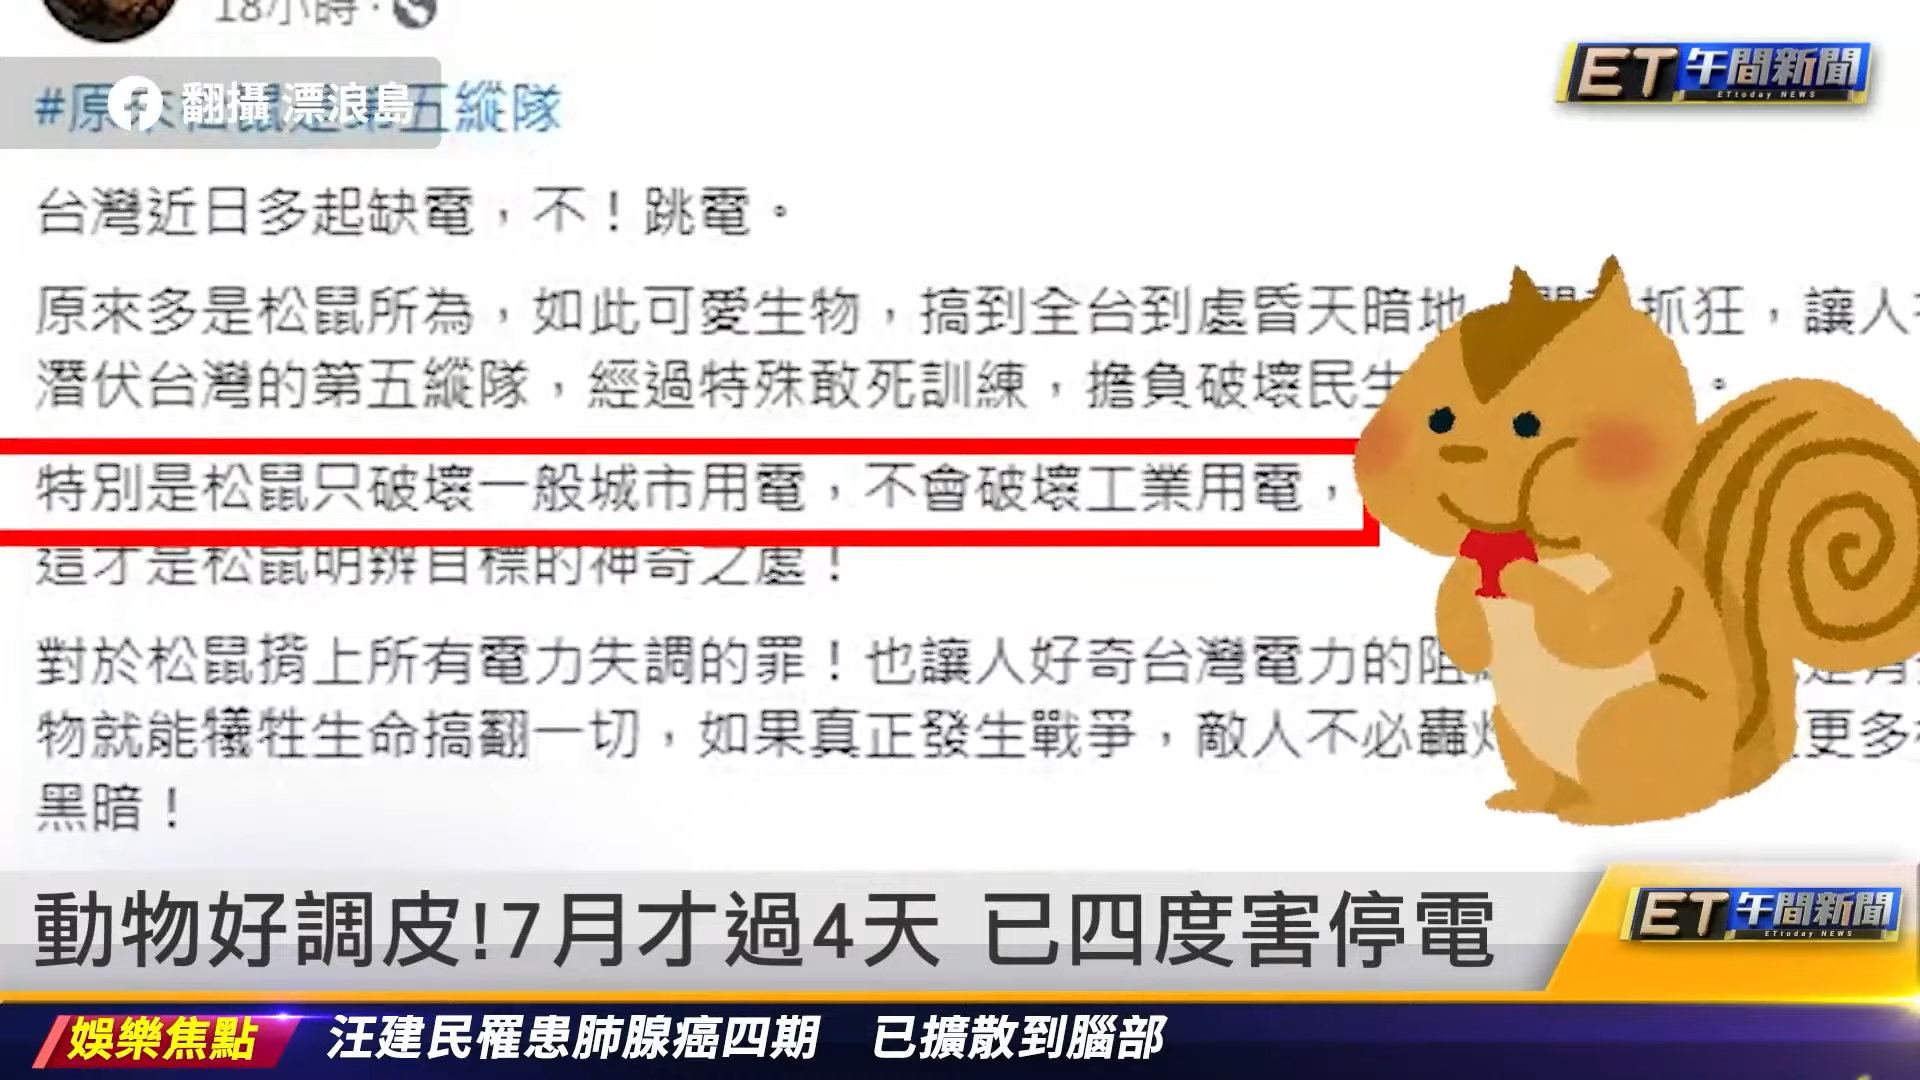 18小時
ET午間新聞
ETtoday NEWS
翻攝 漂浪島
#原來松鼠是第五縱隊
台灣近日多起缺電，不！跳電。
原來多是松鼠所為，如此可愛生物，搞到全台到處昏天暗地 抓狂，讓人
潛伏台灣的第五縱隊，經過特殊敢死訓練，擔負破壞民生 。
特別是松鼠只破壞一般城市用電，不會破壞工業用電，
這才是松鼠明辨目標的神奇之處！
對於松鼠揹上所有電力失調的罪！也讓人好奇台灣電力的
物就能犧牲生命搞翻一切，如果真正發生戰爭，敵人不必轟 更多
黑暗！
動物好調皮!7月才過4天 已四度害停電
ET午間新聞
ETtoday NEWS
娛樂焦點 汪建民罹患肺腺癌四期 已擴散到腦部